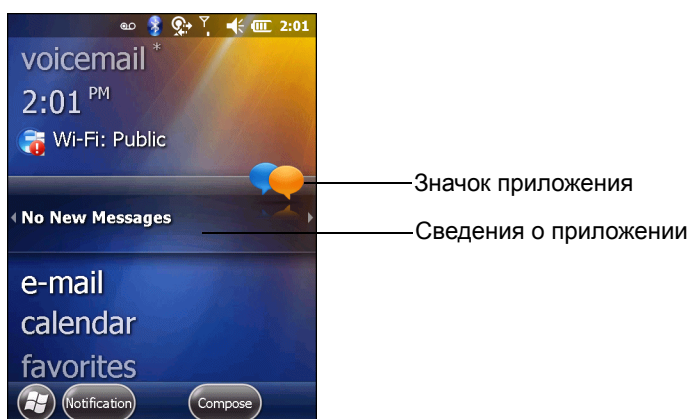 2:01
voicemail *
2:01 PM
Wi-Fi: Public
Значок приложения
No New Messages
Сведения о приложении
e-mail
calendar
favorites
Notification
Compose